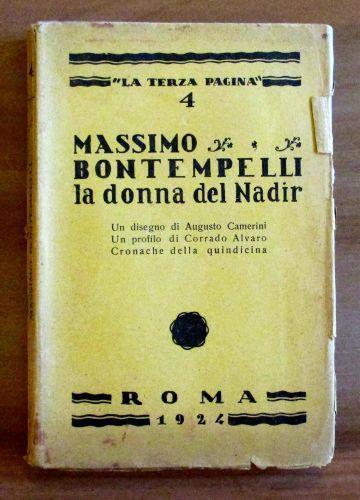 "LA TERZA PAGINA"
4
MASSIMO
BONTEMPELLI
la donna del Nadir
Un disegno di Augusto Camerini
Un profilo di Corrado Alvaro
Cronache della quindicina
ROMA
1924
4